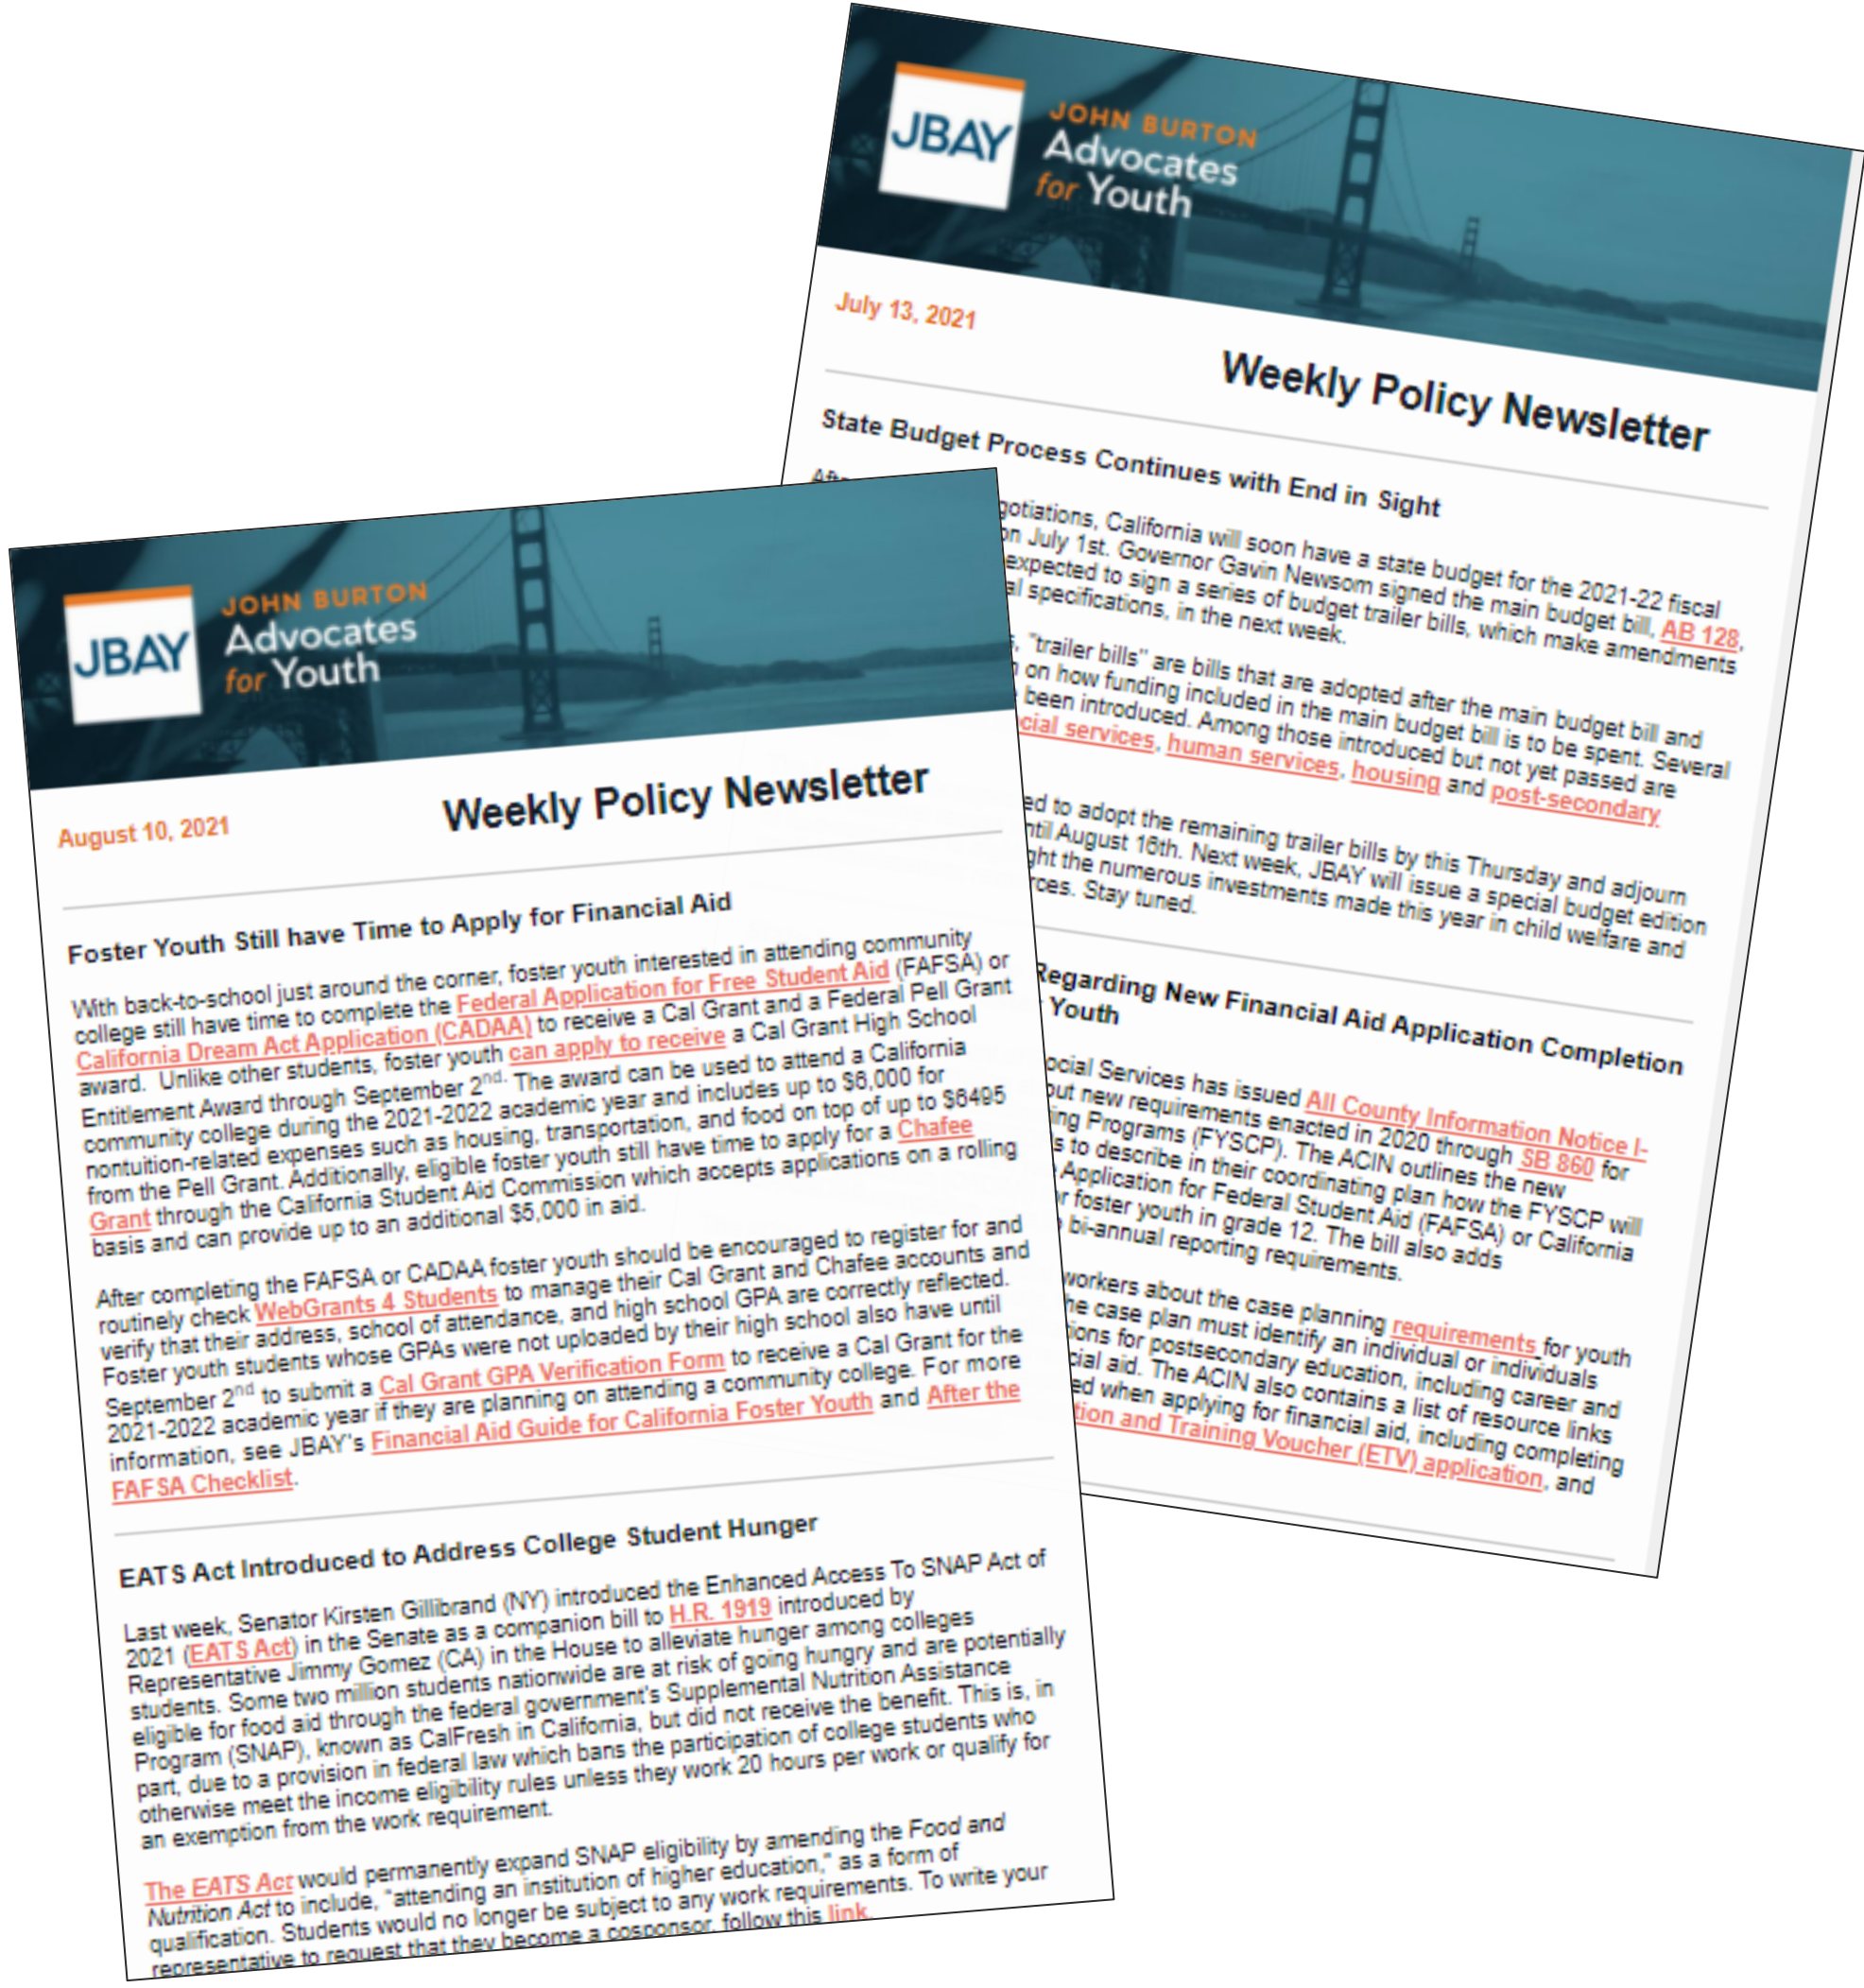 JBAY
JOHN BURTON
Advocates
for Youth
July 13, 2021
Weekly Policy Newsletter
State Budget Process Continues with End in Sight
gotiations, California will soon have a state budget for the 2021-22 fiscal
on July 1st. Governor Gavin Newsom signed the main budget bill, AB 128,
expected to sign a series of budget trailer bills, which make amendments
al specifications, in the next week.
"trailer bills" are bills that are adopted after the main budget bill and
on how funding included in the main budget bill is to be spent. Several
been introduced. Among those introduced but not yet passed are
cial services, human services, housing and post-secondary
ed to adopt the remaining trailer bills by this Thursday and adjourn
ntil August 16th. Next week, JBAY will issue a special budget edition
ght the numerous investments made this year in child welfare and
rces. Stay tuned.
Regarding New Financial Aid Application Completion
Youth
ocial Services has issued All County Information Notice I-
out new requirements enacted in 2020 through SB 860 for
ing Programs (FYSCP). The ACIN outlines the new
s to describe in their coordinating plan how the FYSCP will
Application for Federal Student Aid (FAFSA) or California
r foster youth in grade 12. The bill also adds
bi-annual reporting requirements.
workers about the case planning requirements for youth
he case plan must identify an individual or individuals
tions for postsecondary education, including career and
cial aid. The ACIN also contains a list of resource links
ed when applying for financial aid, including completing
tion and Training Voucher (ETV) application, and
JBAY
JOHN BURTON
Advocates
for Youth
August 10, 2021
Weekly Policy Newsletter
Foster Youth Still have Time to Apply for Financial Aid
With back-to-school just around the corner, foster youth interested in attending community
college still have time to complete the Federal Application for Free Student Aid (FAFSA) or
California Dream Act Application (CADAA) to receive a Cal Grant and a Federal Pell Grant
award. Unlike other students, foster youth can apply to receive a Cal Grant High School
Entitlement Award through September 2nd. The award can be used to attend a California
community college during the 2021-2022 academic year and includes up to $6,000 for
nontuition-related expenses such as housing, transportation, and food on top of up to $6495
from the Pell Grant. Additionally, eligible foster youth still have time to apply for a Chafee
Grant through the California Student Aid Commission which accepts applications on a rolling
basis and can provide up to an additional $5,000 in aid.
After completing the FAFSA or CADAA foster youth should be encouraged to register for and
routinely check WebGrants 4 Students to manage their Cal Grant and Chafee accounts and
verify that their address, school of attendance, and high school GPA are correctly reflected.
Foster youth students whose GPAs were not uploaded by their high school also have until
September 2nd to submit a Cal Grant GPA Verification Form to receive a Cal Grant for the
2021-2022 academic year if they are planning on attending a community college. For more
information, see JBAY's Financial Aid Guide for California Foster Youth and After the
FAFSA Checklist.
EATS Act Introduced to Address College Student Hunger
Last week, Senator Kirsten Gillibrand (NY) introduced the Enhanced Access To SNAP Act of
2021 (EATS Act) in the Senate as a companion bill to H.R. 1919 introduced by
Representative Jimmy Gomez (CA) in the House to alleviate hunger among colleges
students. Some two million students nationwide are at risk of going hungry and are potentially
eligible for food aid through the federal government's Supplemental Nutrition Assistance
Program (SNAP), known as CalFresh in California, but did not receive the benefit. This is, in
part, due to a provision in federal law which bans the participation of college students who
otherwise meet the income eligibility rules unless they work 20 hours per work or qualify for
an exemption from the work requirement.
The EATS Act would permanently expand SNAP eligibility by amending the Food and
Nutrition Act to include, "attending an institution of higher education," as a form of
qualification. Students would no longer be subject to any work requirements. To write your
representative to request that they become a cosponsor, follow this link.